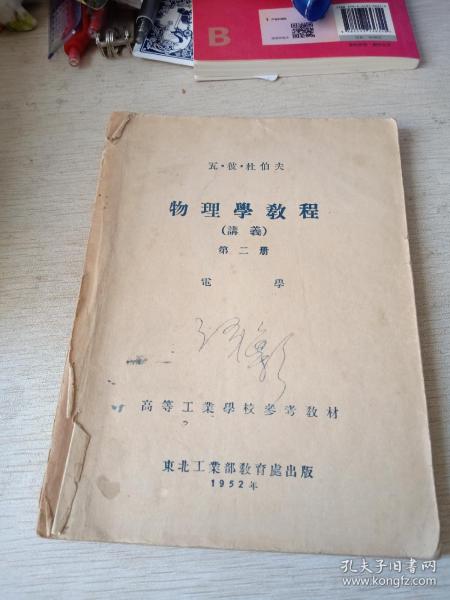 B
瓦·彼·杜伯夫
物理學教程
(講義)
第二册
電 學
高等工業學校參考教材
東北工業部教育處出版
1952年
孔夫子旧书网
www.kongfz.com